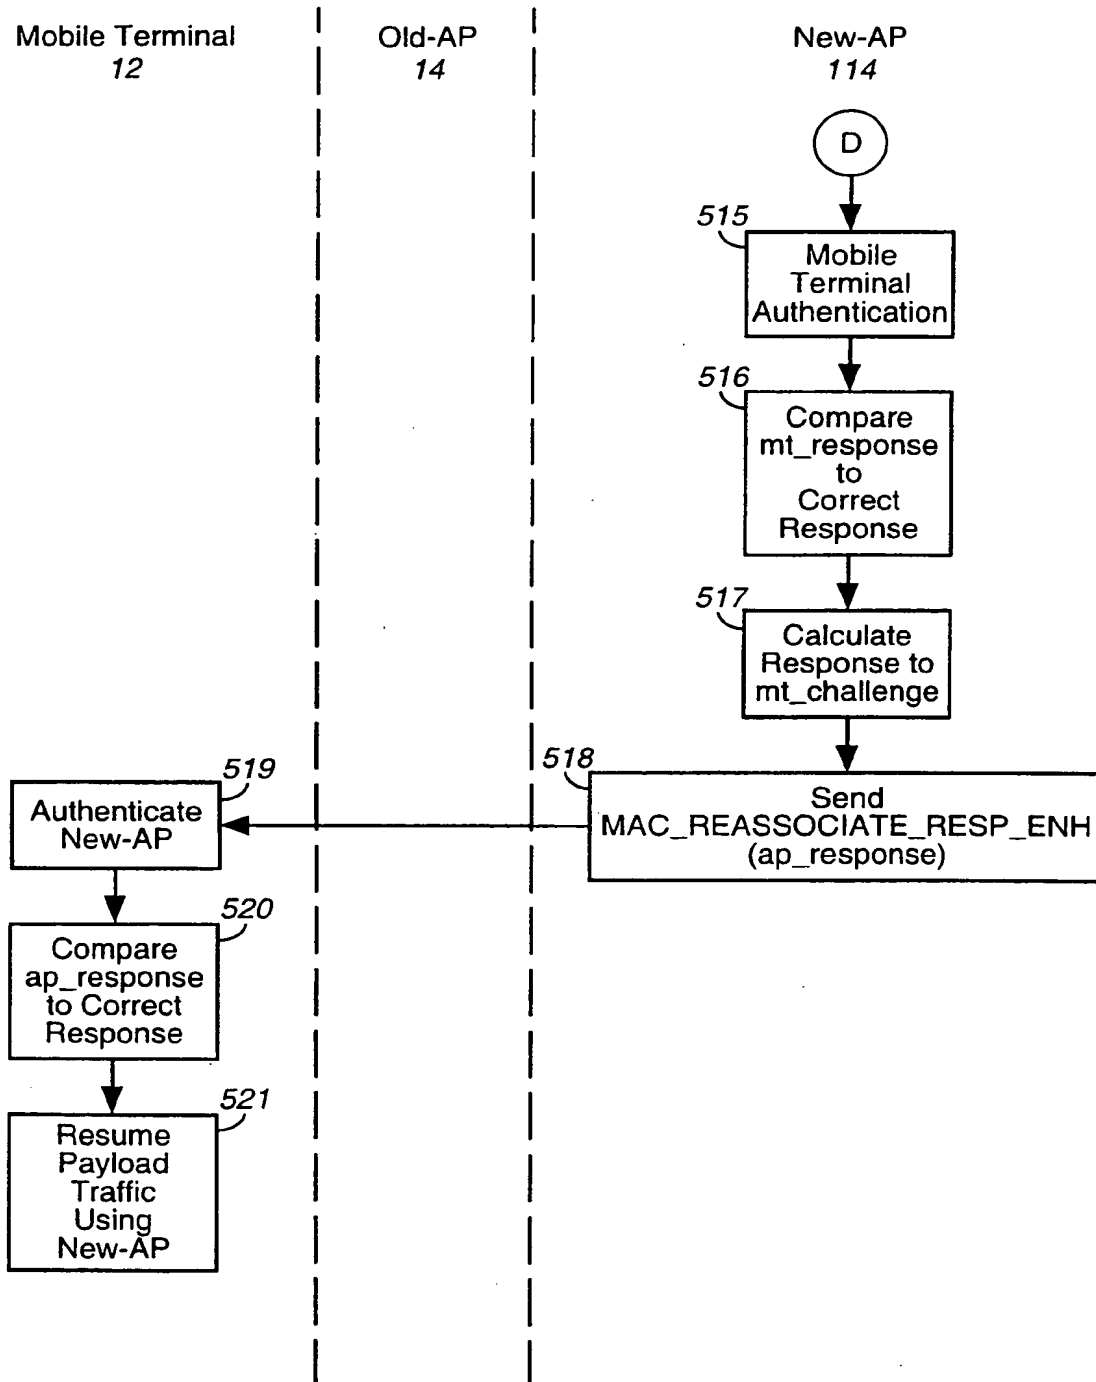 Mobile Terminal
12
Old-AP
14
New-AP
114
D
515
Mobile
Terminal
Authentication
516
Compare
mt_response
to
Correct
Response
517
Calculate
Response to
mt_challenge
518
Send
MAC_REASSOCIATE_RESP_ENH
(ap_response)
519
Authenticate
New-AP
520
Compare
ap_response
to Correct
Response
521
Resume
Payload
Traffic
Using
New-AP